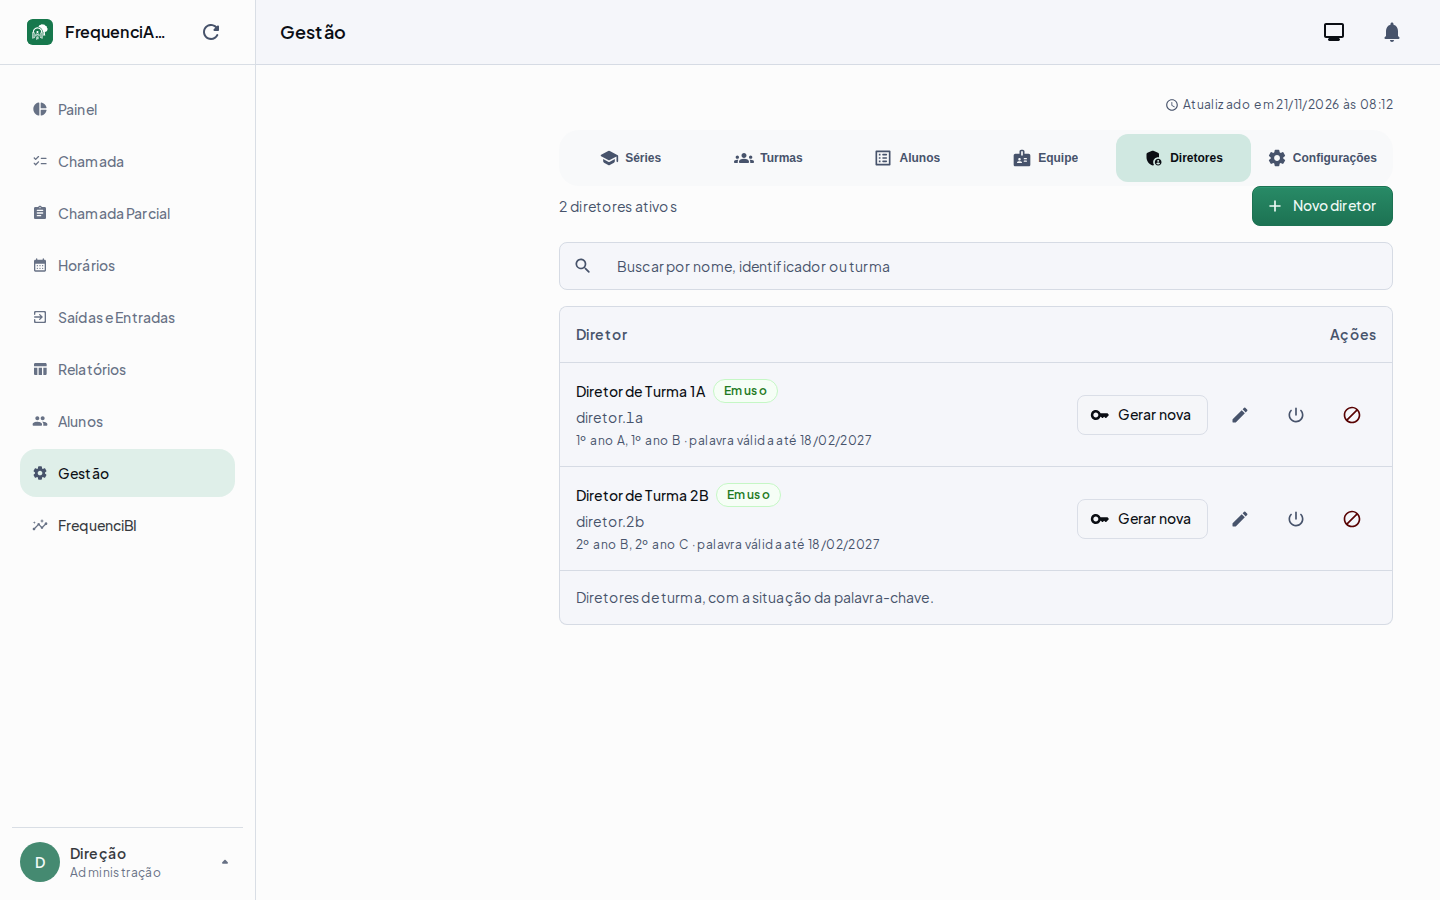 FrequenciA...
Gestão
Painel
Chamada
Chamada Parcial
Horários
Saídas e Entradas
Relatórios
Alunos
Gestão
FrequenciBI
D
Direção
Administração
Atualizado em 21/11/2026 às 08:12
Séries
Turmas
Alunos
Equipe
Diretores
Configurações
2 diretores ativos
Novo diretor
Buscar por nome, identificador ou turma
Diretor
Ações
Diretor de Turma 1A
Em uso
diretor.1a
1º ano A, 1º ano B · palavra válida até 18/02/2027
Gerar nova
Diretor de Turma 2B
Em uso
diretor.2b
2º ano B, 2º ano C · palavra válida até 18/02/2027
Gerar nova
Diretores de turma, com a situação da palavra-chave.